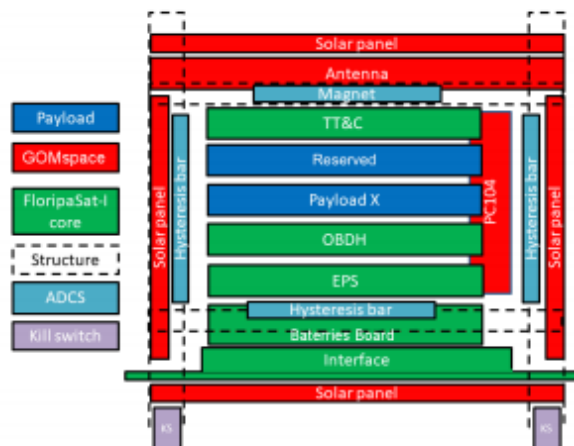 Solar panel
Antenna
Magnet
TT&C
Reserved
Payload X
OBDH
EPS
Hysteresis bar
Baterries Board
Interface
Solar panel
Solar panel
Hysteresis bar
PC104
Hysteresis bar
Solar panel
KS
KS
Payload
GOMspace
FloripaSat-I
core
Structure
ADCS
Kill switch